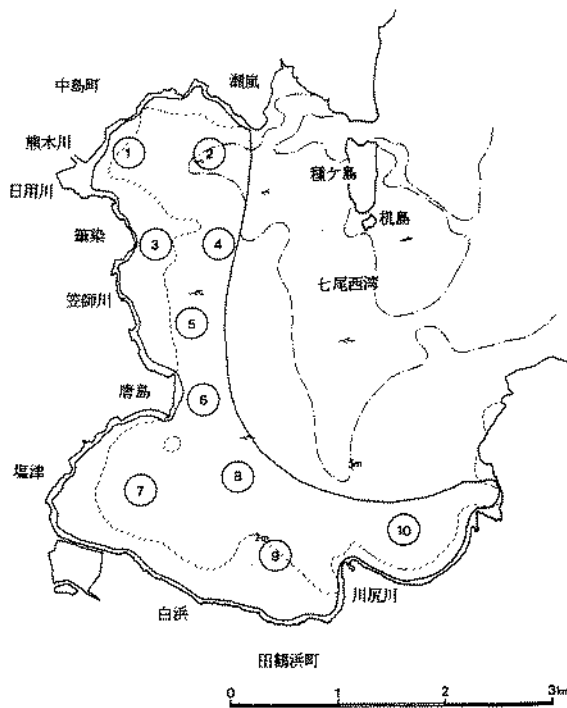 瀬嵐
中島町
熊木川
①
②
種ケ島
日用川
机島
筆染
③
④
七尾西湾
笠師川
⑤
唐島
⑥
塩津
⑦
⑧
3m
2m
⑨
⑩
川尻川
白浜
田鶴浜町
0 1 2 3km